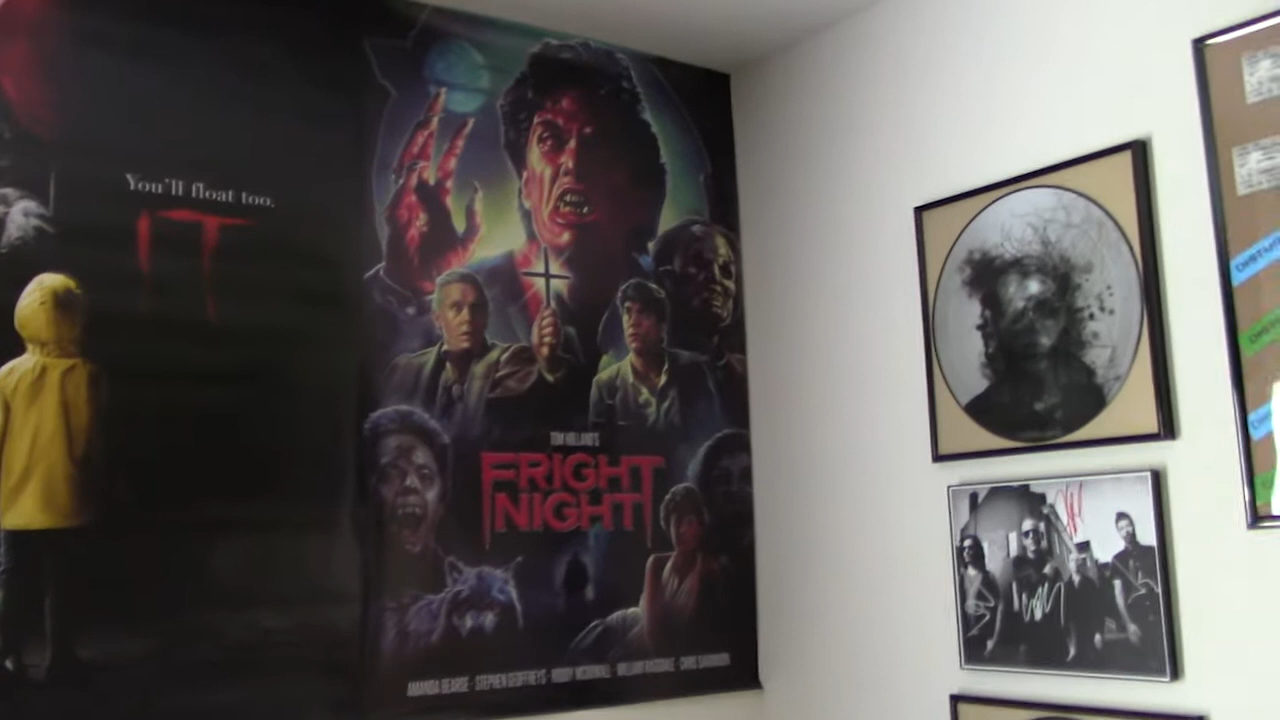 You'll float too.
IT
TOM HOLLAND'S
FRIGHT
NIGHT
AMANDA BEARSE · STEPHEN GEOFFREYS · RODDY MCDOWALL · WILLIAM RAGSDALE · CHRIS SARANDON